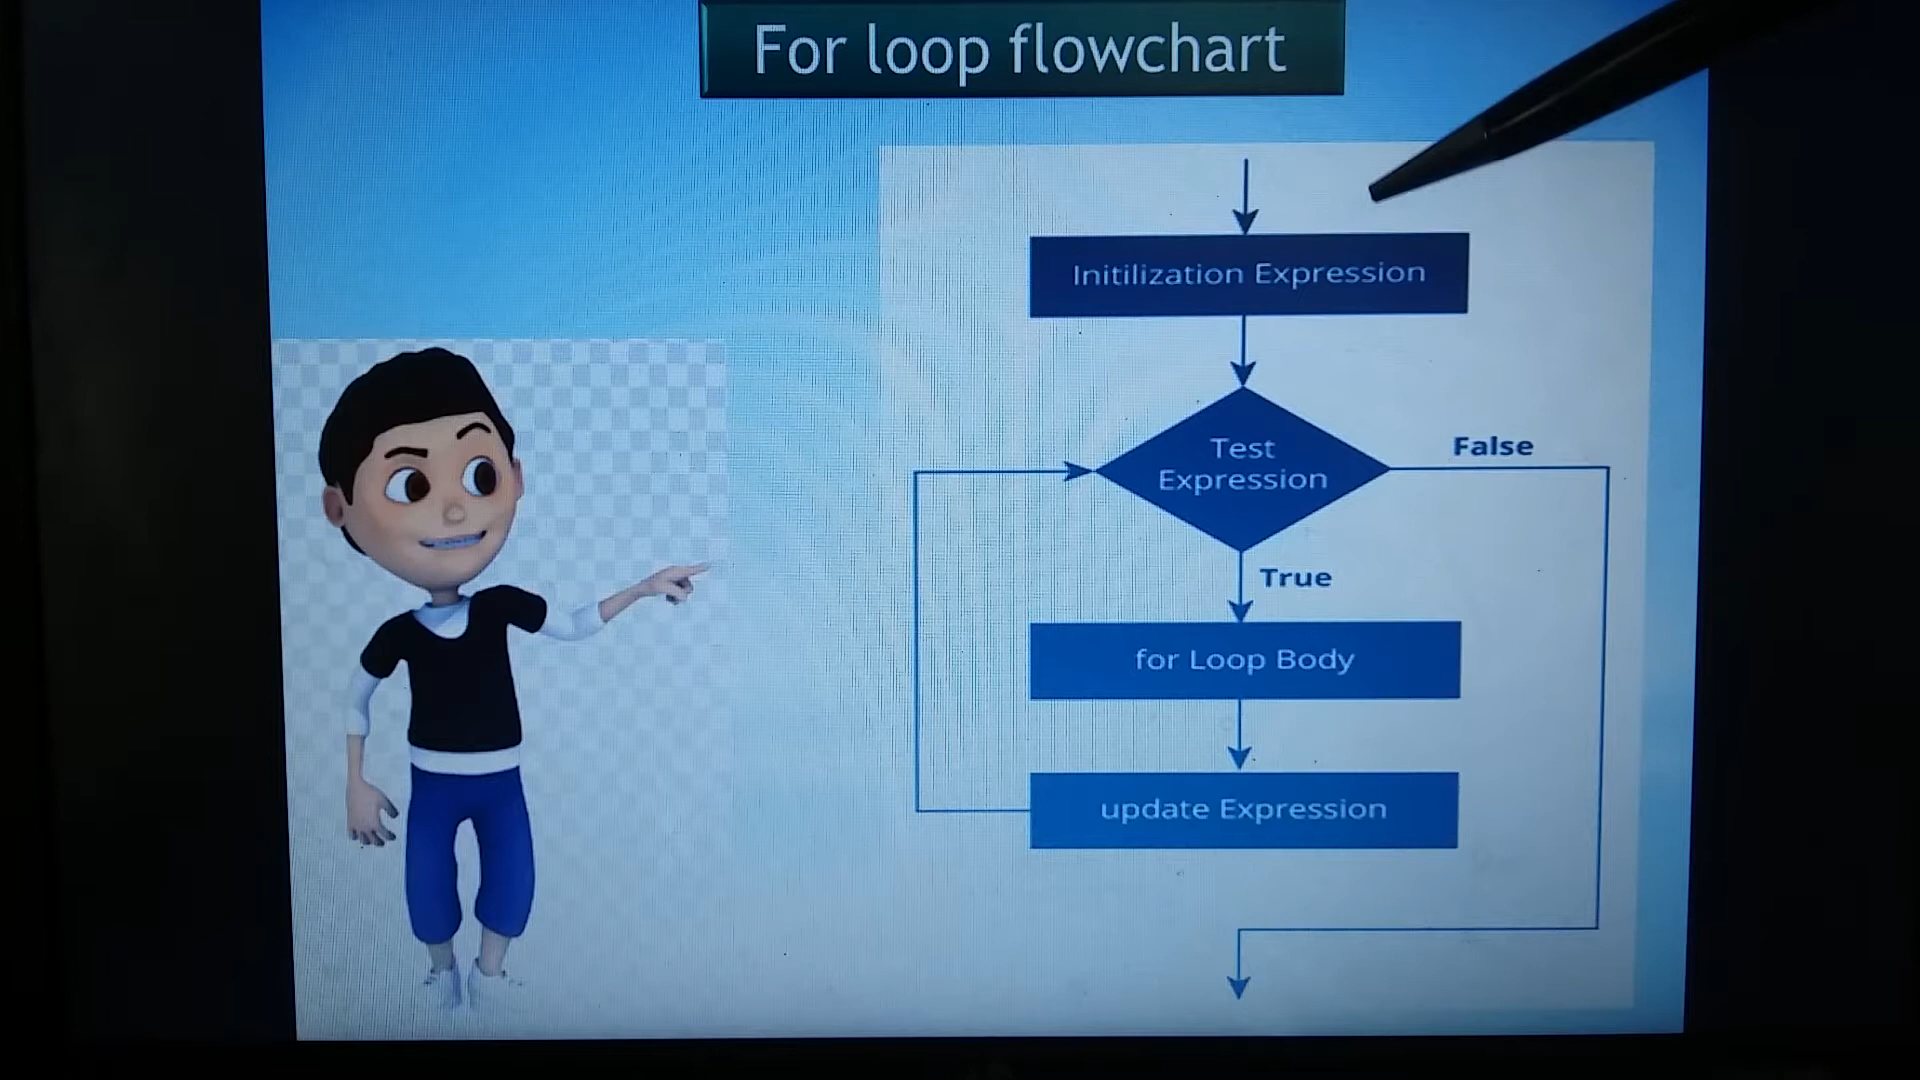 For loop flowchart
Initilization Expression
Test
Expression
False
True
for Loop Body
update Expression